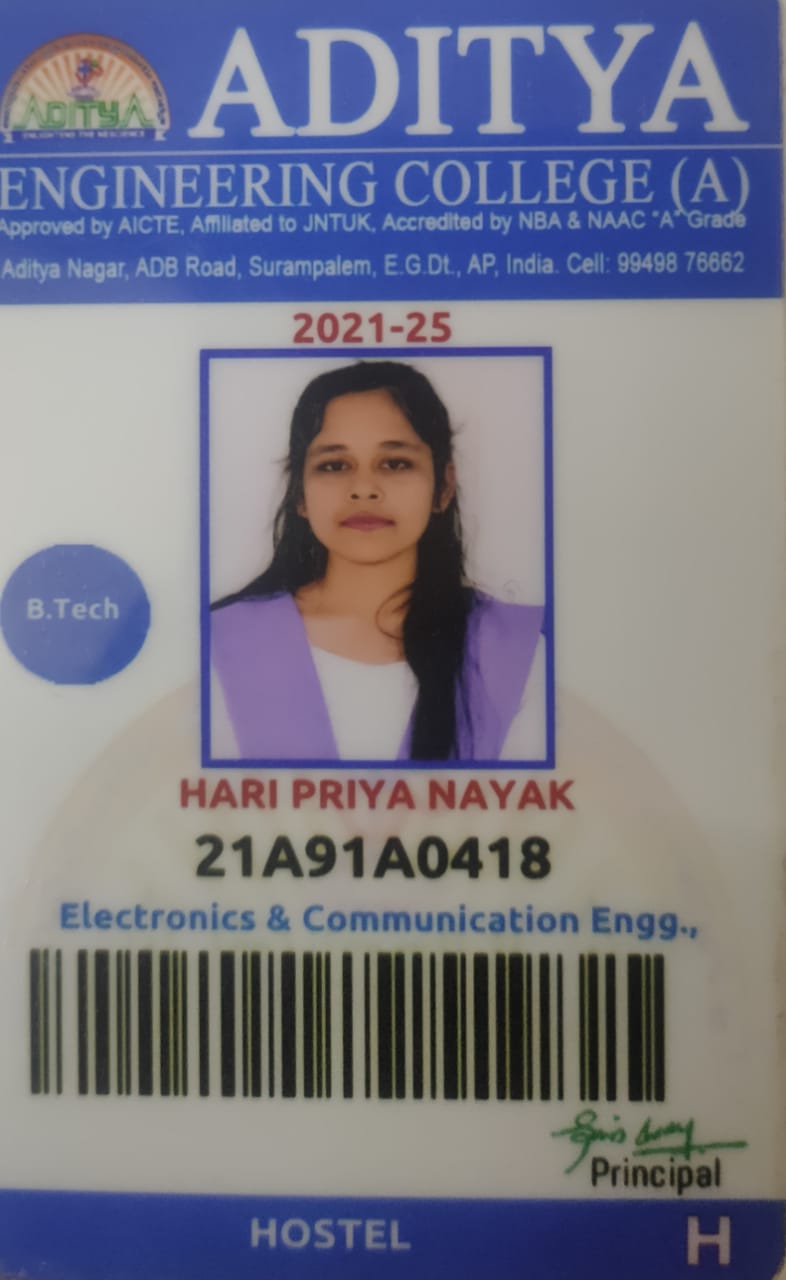 ADITYA
ADITYA
ENGINEERING COLLEGE (A)
Approved by AICTE, Affiliated to JNTUK, Accredited by NBA & NAAC "A" Grade
Aditya Nagar, ADB Road, Surampalem, E.G.Dt., AP, India. Cell: 99498 76662
2021-25
B.Tech
HARI PRIYA NAYAK
21A91A0418
Electronics & Communication Engg.,
Principal
HOSTEL H